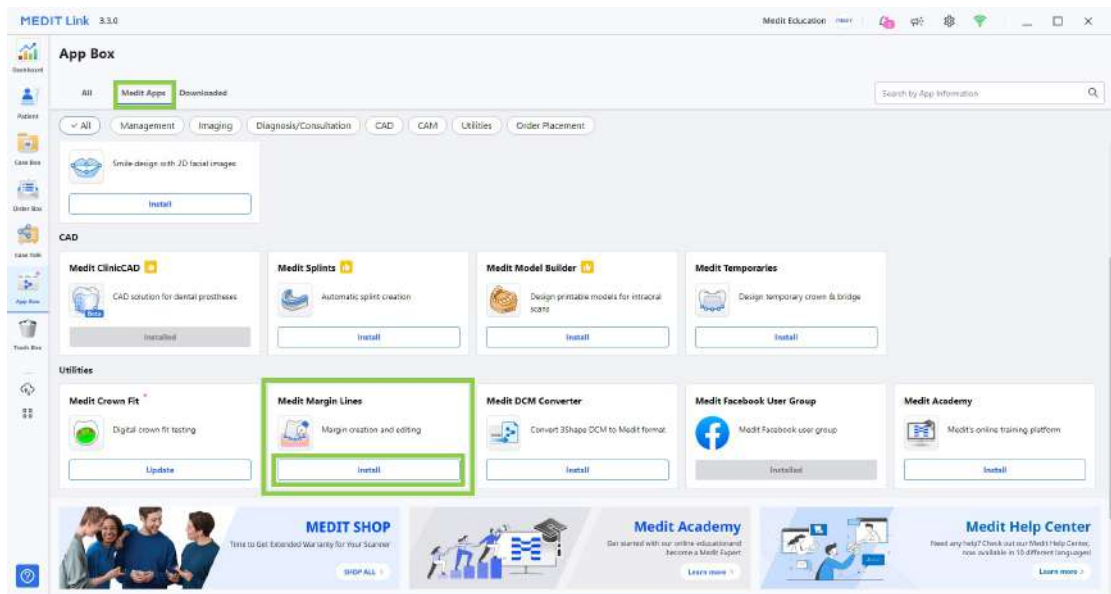 MEDIT Link 3.3.0
Medit Education
App Box
All Medit Apps Downloaded
Search by App Information
All Management Imaging Diagnosis/Consultation CAD CAM Utilities Order Placement
Smile design with 2D facial images
Install
CAD
Medit ClinicCAD
CAD solution for dental prostheses
Beta
Installed
Medit Splints
Automatic splint creation
Install
Medit Model Builder
Design printable models for intraoral
scans
Install
Medit Temporaries
Design temporary crown & bridge
Install
Utilities
Medit Crown Fit
Digital crown fit testing
Update
Medit Margin Lines
Margin creation and editing
Install
Medit DCM Converter
Convert 3Shape DCM to Medit format
Install
Medit Facebook User Group
Medit Facebook user group
Installed
Medit Academy
Medit's online training platform
Install
MEDIT SHOP
Time to Get Extended Warranty for Your Scanner
SHOP ALL >
Medit Academy
Get started with our online education and
become a Medit Expert
Learn more >
Medit Help Center
Need any help? Check out our Medit Help Center,
now available in 10 different languages!
Learn more >
Dashboard
Patient
Case Box
Order Box
Case Talk
App Box
Trash Box